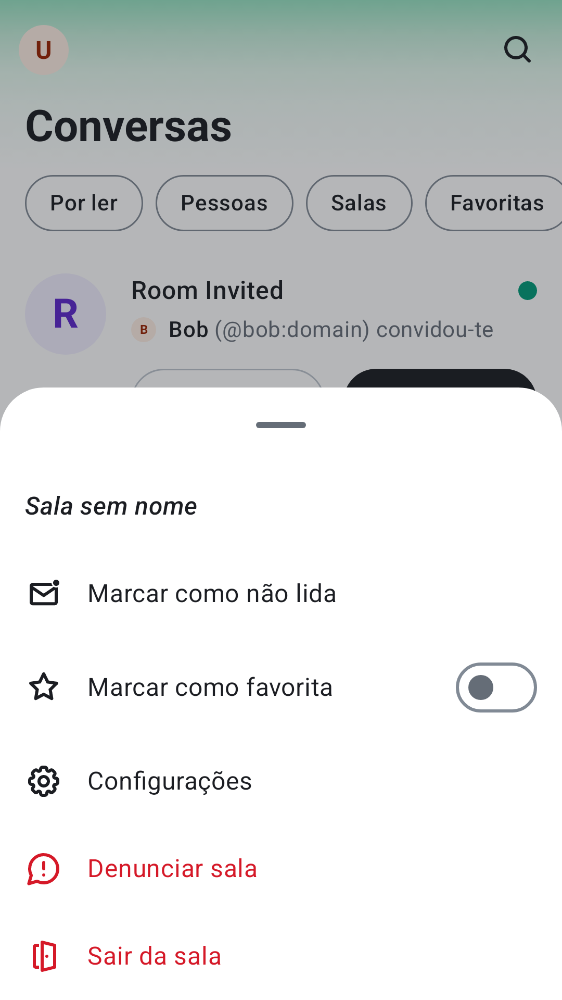 U
Conversas
Por ler
Pessoas
Salas
Favoritas
R
Room Invited
B
Bob (@bob:domain) convidou-te
Sala sem nome
Marcar como não lida
Marcar como favorita
Configurações
Denunciar sala
Sair da sala